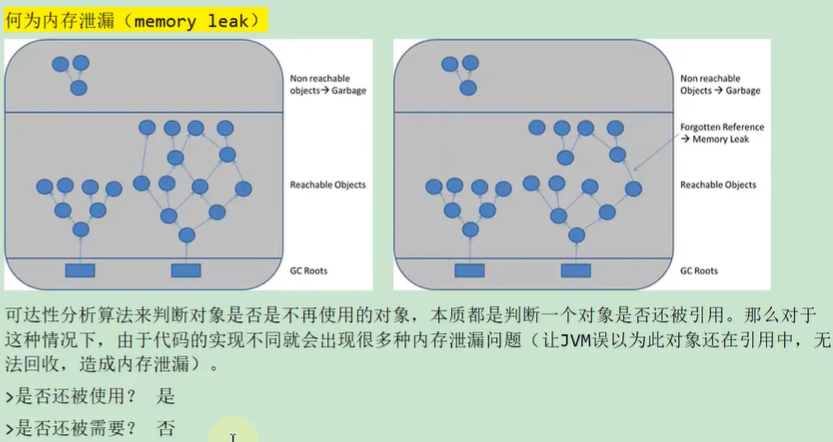 何为内存泄漏（memory leak）
Non reachable
objects→ Garbage
Reachable Objects
GC Roots
Non reachable
Objects → Garbage
Forgotten Reference
→ Memory Leak
Reachable Objects
GC Roots
可达性分析算法来判断对象是否是不再使用的对象，本质都是判断一个对象是否还被引用。那么对于
这种情况下，由于代码的实现不同就会出现很多种内存泄漏问题（让JVM误以为此对象还在引用中，无
法回收，造成内存泄漏）。
>是否还被使用？ 是
>是否还被需要？ 否